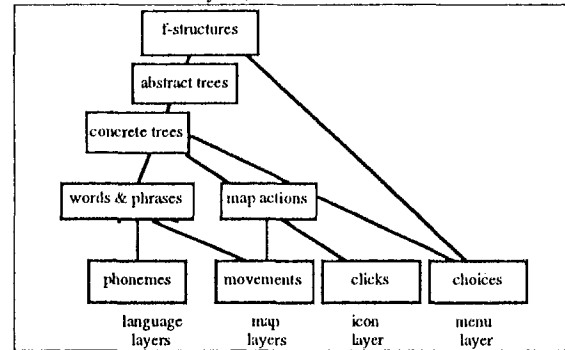 f-structures
abstract trees
concrete trees
words & phrases
map actions
phonemes
movements
clicks
choices
language
layers
map
layers
icon
layer
menu
layer